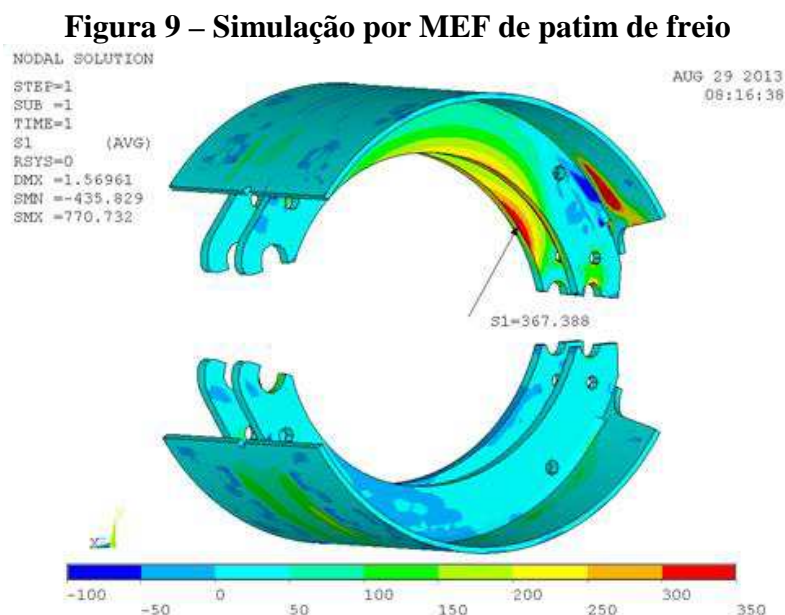 Figura 9 – Simulação por MEF de patim de freio
NODAL SOLUTION
STEP=1
SUB =1
TIME=1
S1 (AVG)
RSYS=0
DMX =1.56961
SMN =-435.829
SMX =770.732
AUG 29 2013
08:16:38
S1=367.388
-100 0 100 200 300
-50 50 150 250 350